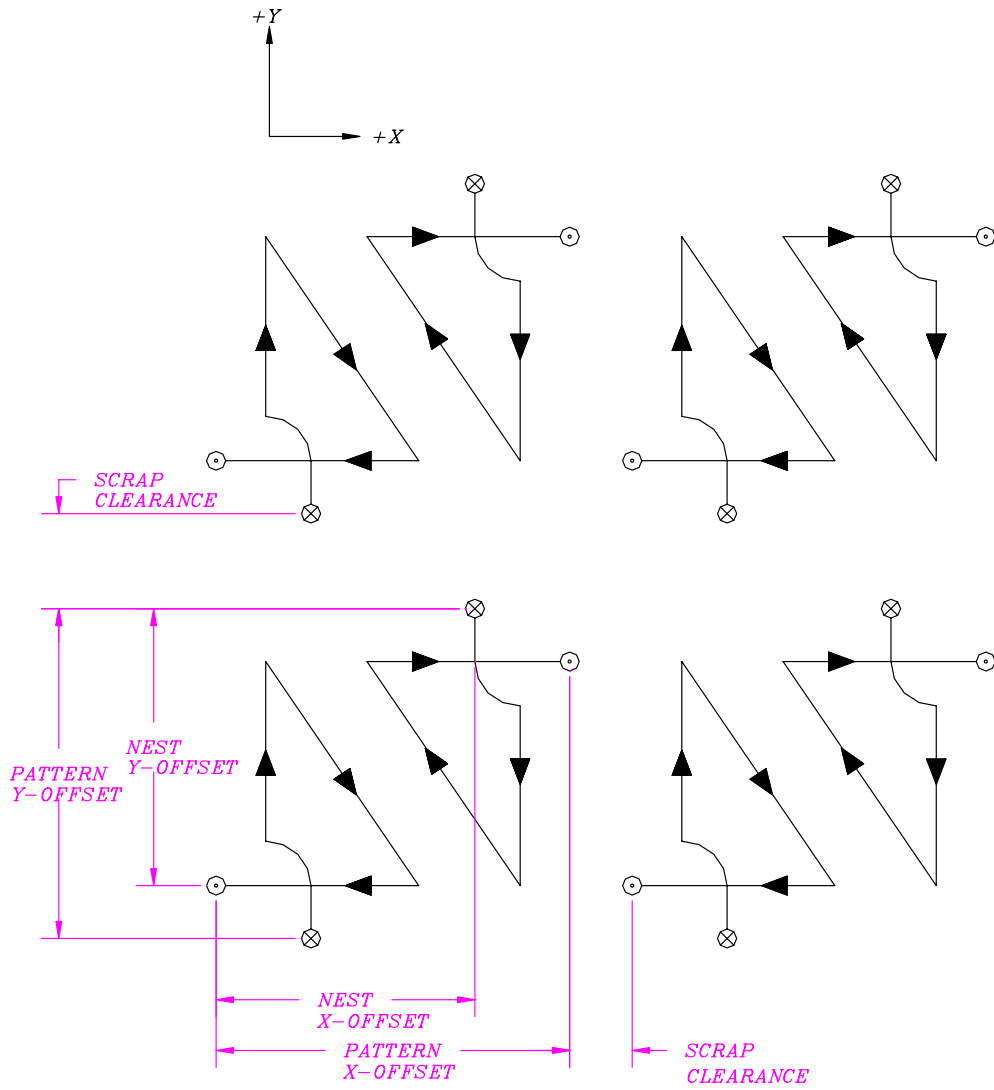 +Y
+X
SCRAP
CLEARANCE
NEST
Y-OFFSET
PATTERN
Y-OFFSET
NEST
X-OFFSET
PATTERN
X-OFFSET
SCRAP
CLEARANCE